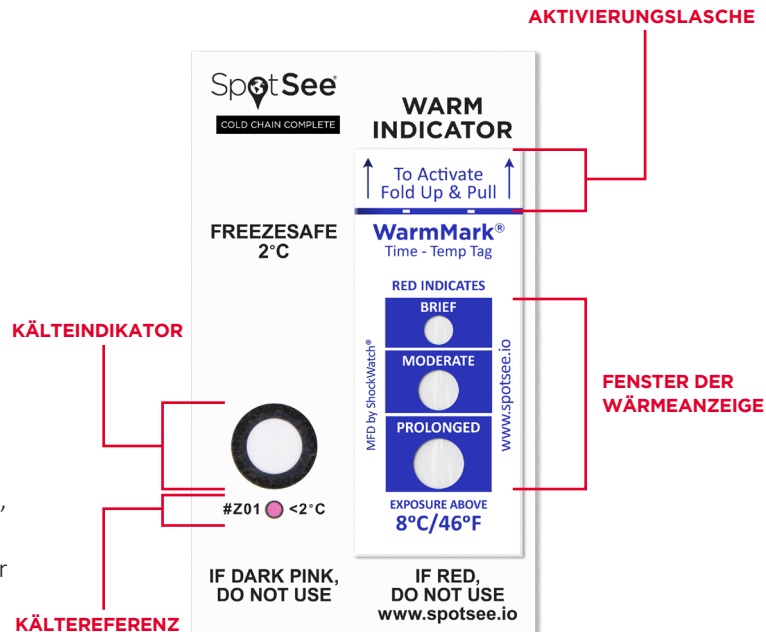 AKTIVIERUNGSLASCHE
SpotSee
COLD CHAIN COMPLETE
WARM
INDICATOR
To Activate
Fold Up & Pull
FREEZESAFE
2°C
WarmMark®
Time - Temp Tag
RED INDICATES
BRIEF
MODERATE
PROLONGED
MFD by ShockWatch®
www.spotsee.io
EXPOSURE ABOVE
8°C/46°F
KÄLTEINDIKATOR
FENSTER DER
WÄRMEANZEIGE
#Z01 <2°C
,
r
IF DARK PINK,
DO NOT USE
IF RED,
DO NOT USE
www.spotsee.io
KÄLTEREFERENZ